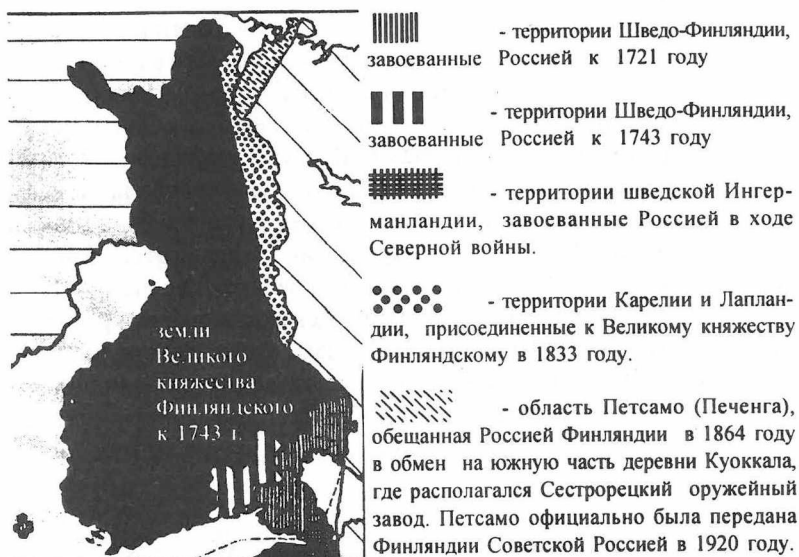 - территории Шведо-Финляндии,
завоеванные Россией к 1721 году
- территории Шведо-Финляндии,
завоеванные Россией к 1743 году
- территории шведской Ингер-
манландии, завоеванные Россией в ходе
Северной войны.
- территории Карелии и Лаплан-
дии, присоединенные к Великому княжеству
Финляндскому в 1833 году.
- область Петсамо (Печенга),
обещанная Россией Финляндии в 1864 году
в обмен на южную часть деревни Куоккала,
где располагался Сестрорецкий оружейный
завод. Петсамо официально была передана
Финляндии Советской Россией в 1920 году.
земли
Великого
княжества
Финляндского
к 1743 г.